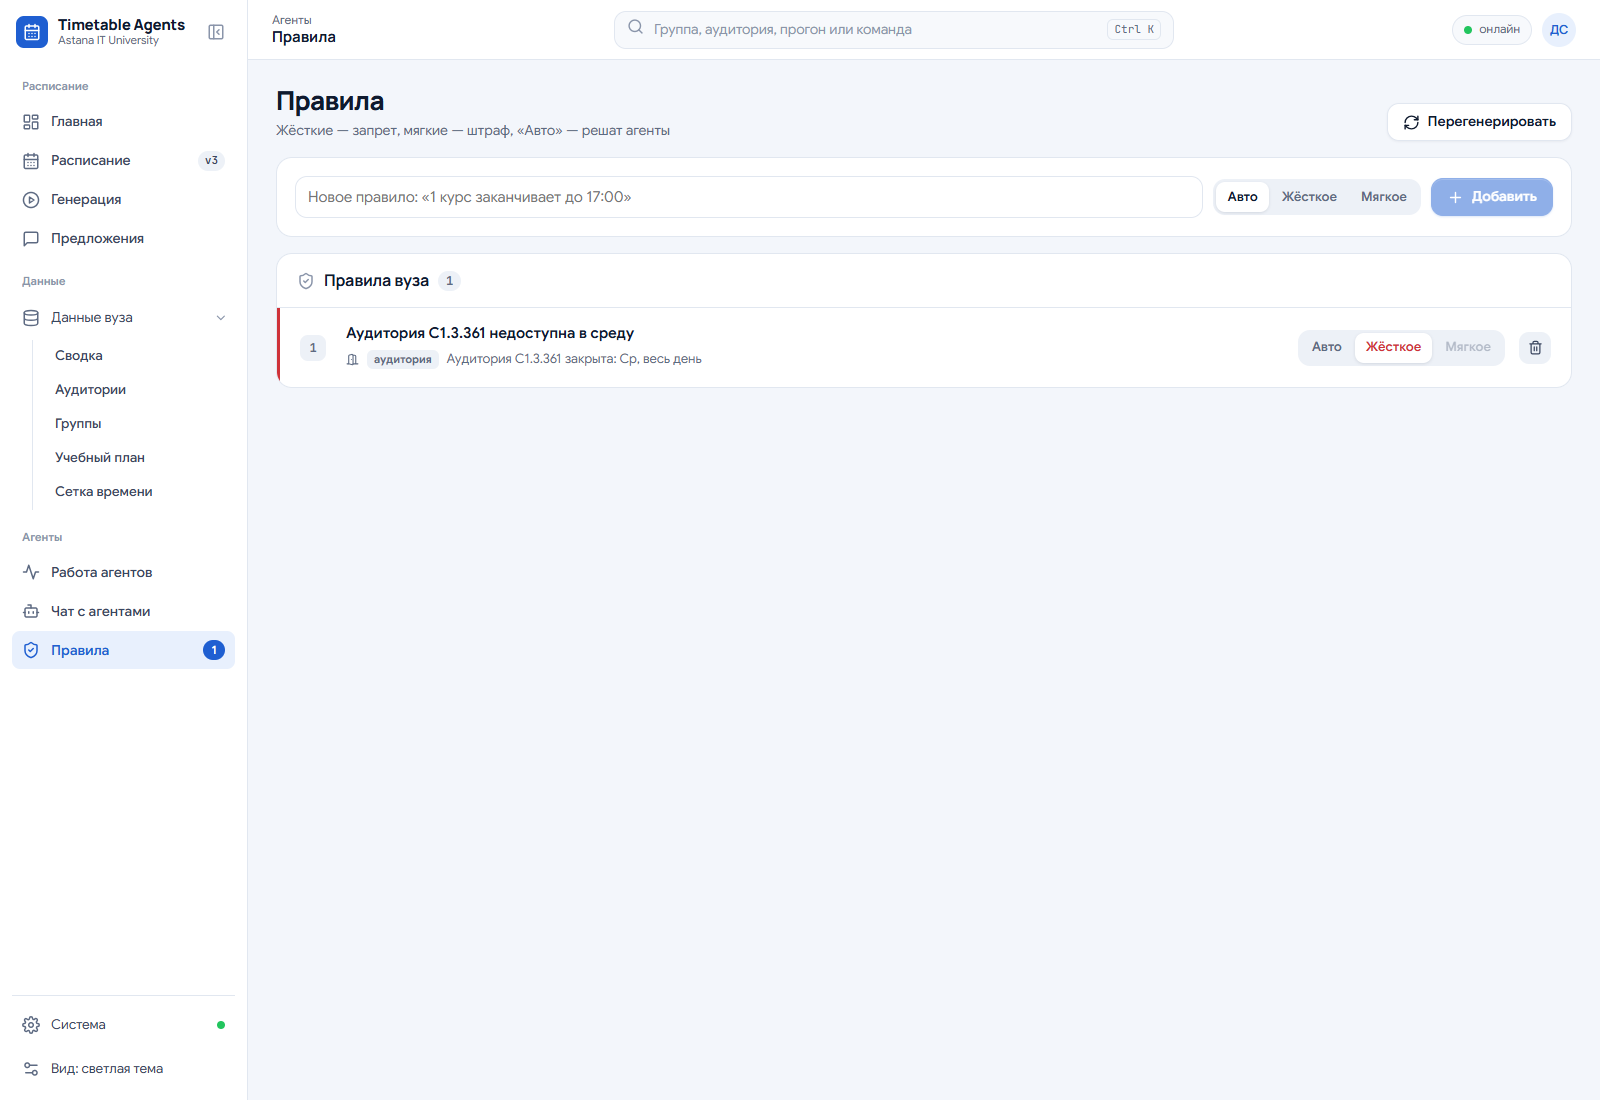 Timetable Agents
Astana IT University
Расписание
Главная
Расписание v3
Генерация
Предложения
Данные
Данные вуза
Сводка
Аудитории
Группы
Учебный план
Сетка времени
Агенты
Работа агентов
Чат с агентами
Правила 1
Система
Вид: светлая тема
Агенты
Правила
Группа, аудитория, прогон или команда Ctrl K
онлайн ДС
Правила
Жёсткие — запрет, мягкие — штраф, «Авто» — решат агенты
Перегенерировать
Новое правило: «1 курс заканчивает до 17:00» Авто Жёсткое Мягкое Добавить
Правила вуза 1
1 Аудитория C1.3.361 недоступна в среду
аудитория Аудитория C1.3.361 закрыта: Ср, весь день
Авто Жёсткое Мягкое